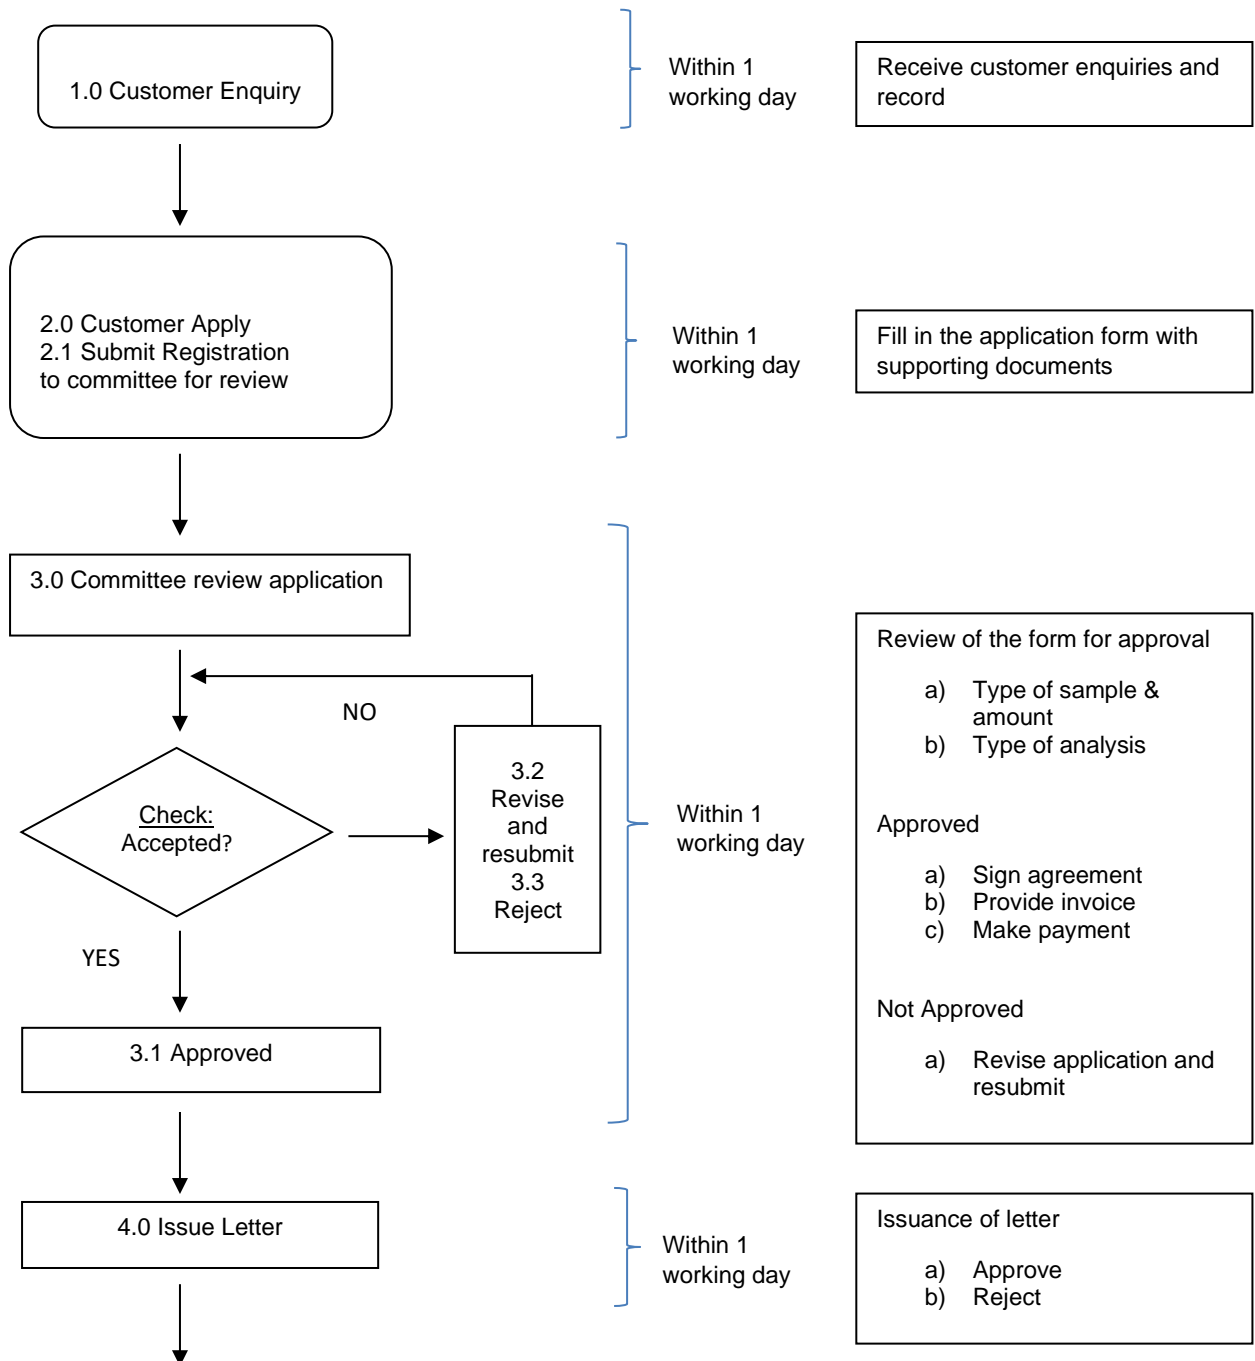 1.0 Customer Enquiry
Within 1
working day
Receive customer enquiries and
record
2.0 Customer Apply
2.1 Submit Registration
to committee for review
Within 1
working day
Fill in the application form with
supporting documents
3.0 Committee review application
NO
Check:
Accepted?
3.2
Revise
and
resubmit
3.3
Reject
YES
3.1 Approved
Within 1
working day
Review of the form for approval
a) Type of sample &
amount
b) Type of analysis
Approved
a) Sign agreement
b) Provide invoice
c) Make payment
Not Approved
a) Revise application and
resubmit
4.0 Issue Letter
Within 1
working day
Issuance of letter
a) Approve
b) Reject